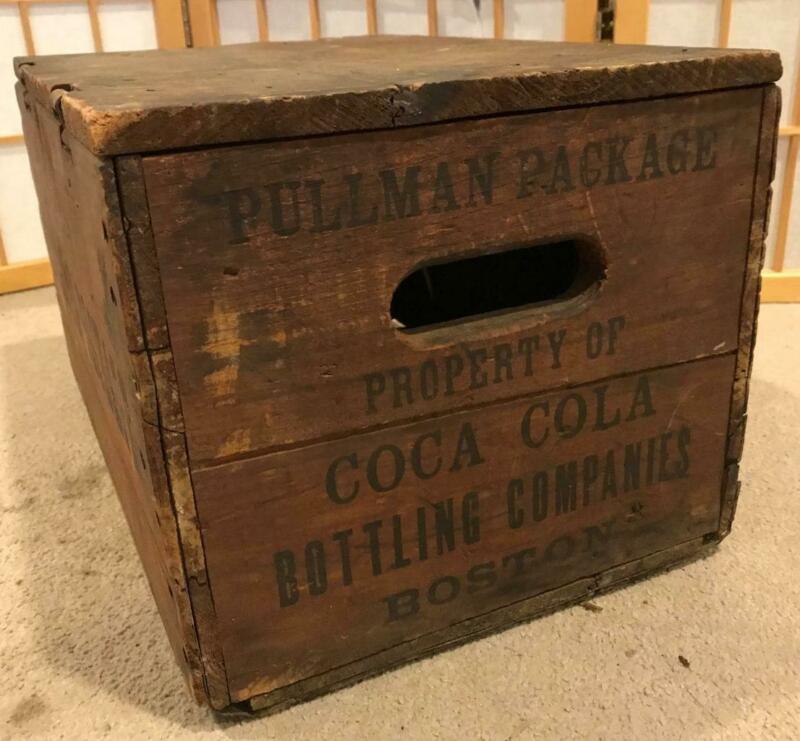 PULLMAN PACKAGE
PROPERTY OF
COCA COLA
BOTTLING COMPANIES
BOSTON